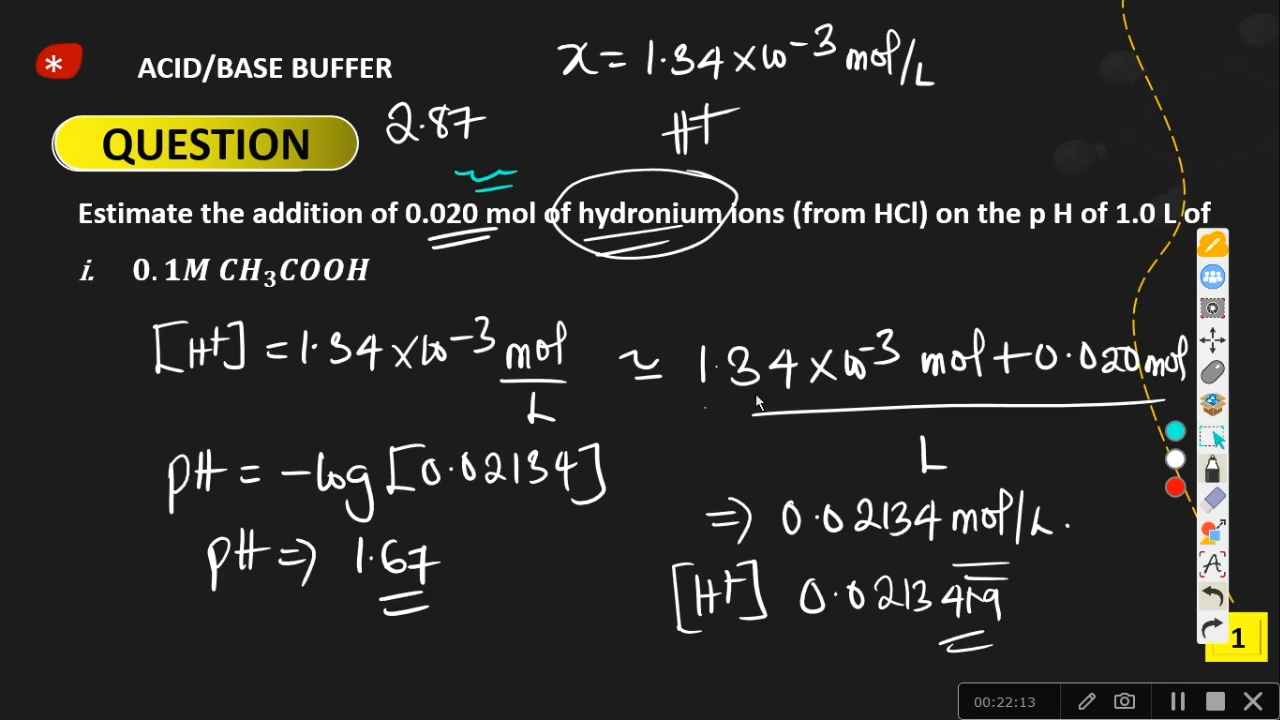 * ACID/BASE BUFFER
x = 1.34 × 10⁻³ mol/L
QUESTION
2.87
H+
Estimate the addition of 0.020 mol of hydronium ions (from HCl) on the p H of 1.0 L of
i. 0.1M CH₃COOH
[H+] = 1.34 × 10⁻³ mol/L ≃ 1.34 × 10⁻³ mol + 0.020 mol
L
pH = -log [0.02134]
⇒ 0.02134 mol/L.
pH ⇒ 1.67
[H+] 0.02134M
A
1
00:22:13